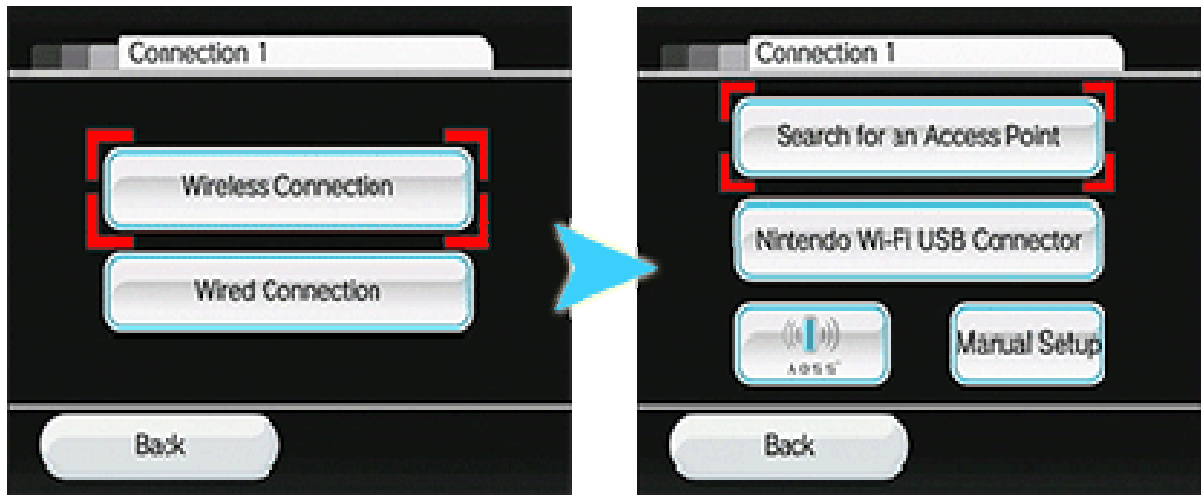 Connection 1
Wireless Connection
Wired Connection
Back
Connection 1
Search for an Access Point
Nintendo Wi-Fi USB Connector
AOSS™
Manual Setup
Back